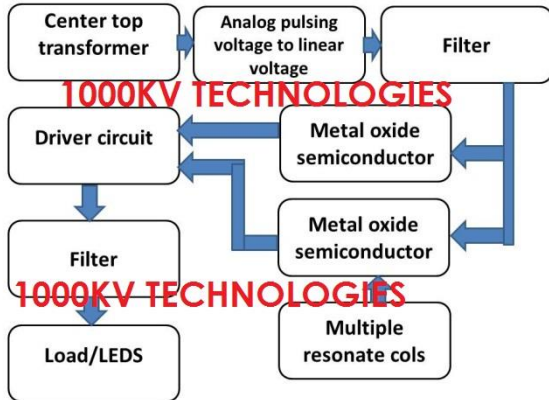 Center top
transformer
Analog pulsing
voltage to linear
voltage
Filter
1000KV TECHNOLOGIES
Driver circuit
Metal oxide
semiconductor
Metal oxide
semiconductor
Filter
1000KV TECHNOLOGIES
Load/LEDS
Multiple
resonate cols